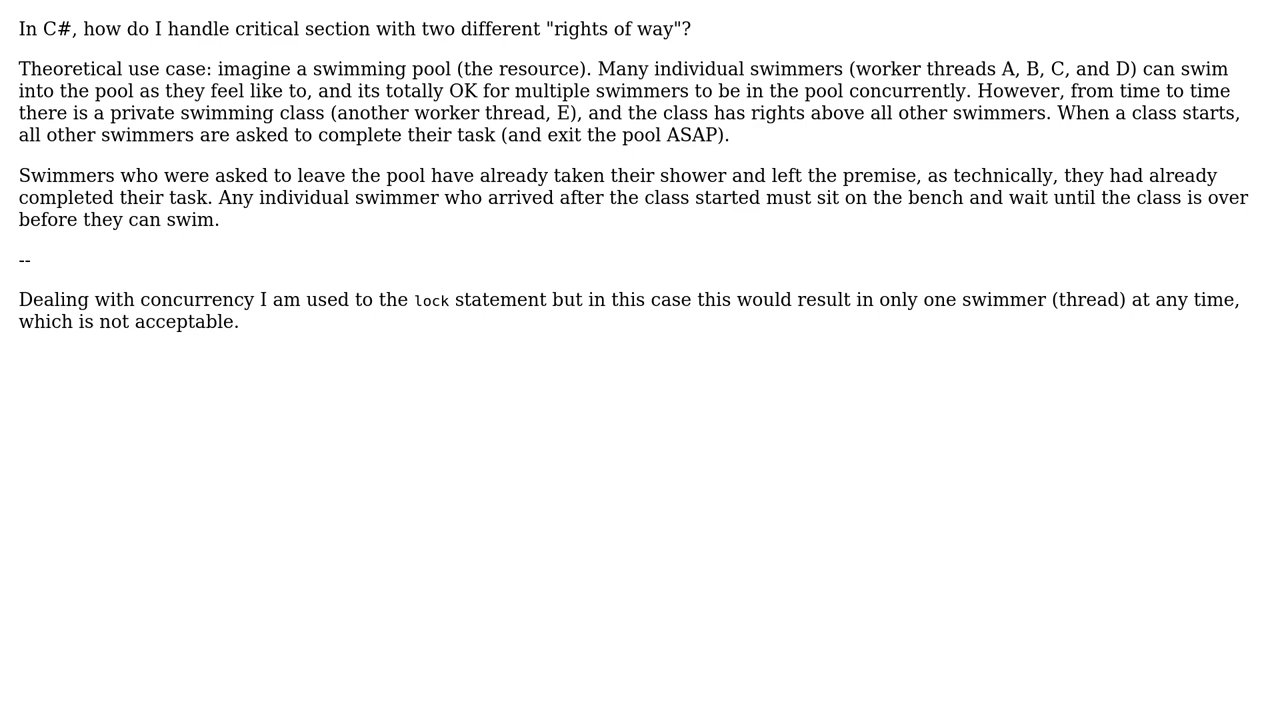 In C#, how do I handle critical section with two different "rights of way"?
Theoretical use case: imagine a swimming pool (the resource). Many individual swimmers (worker threads A, B, C, and D) can swim
into the pool as they feel like to, and its totally OK for multiple swimmers to be in the pool concurrently. However, from time to time
there is a private swimming class (another worker thread, E), and the class has rights above all other swimmers. When a class starts,
all other swimmers are asked to complete their task (and exit the pool ASAP).
Swimmers who were asked to leave the pool have already taken their shower and left the premise, as technically, they had already
completed their task. Any individual swimmer who arrived after the class started must sit on the bench and wait until the class is over
before they can swim.
--
Dealing with concurrency I am used to the lock statement but in this case this would result in only one swimmer (thread) at any time,
which is not acceptable.